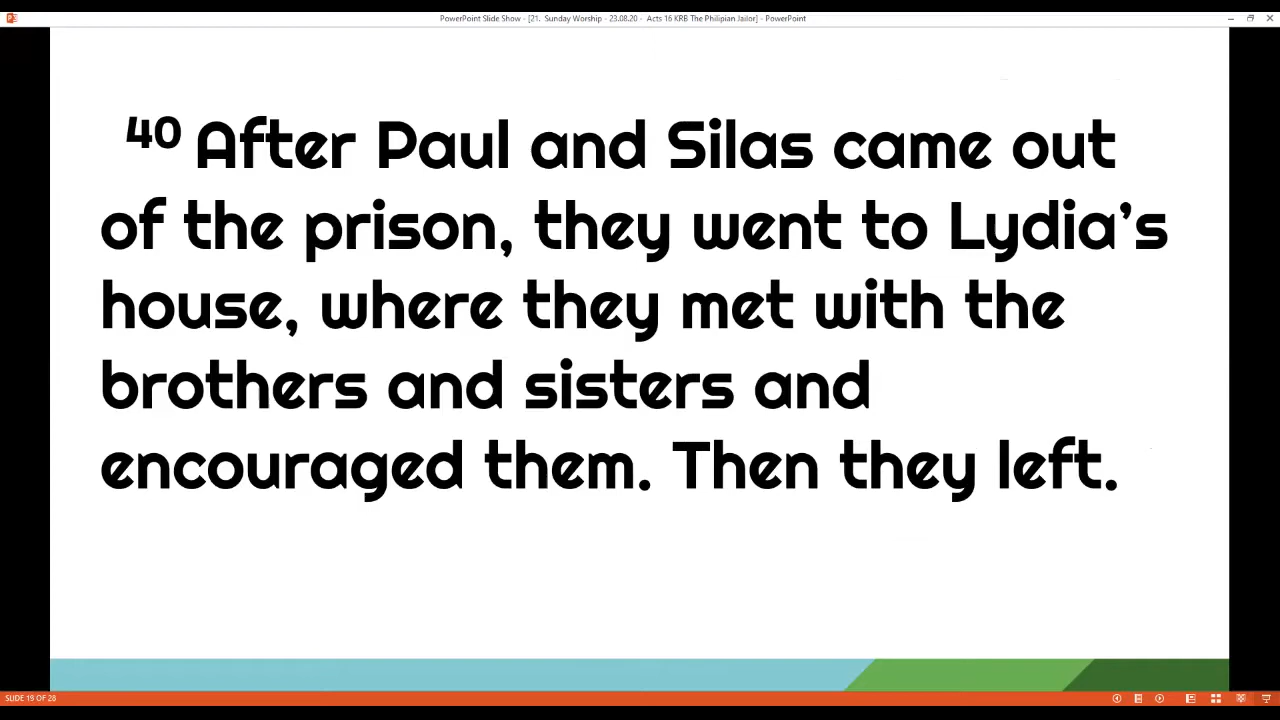 PowerPoint Slide Show - [21.  Sunday Worship - 23.08.20 -  Acts 16 KRB The Philipian Jailor] - PowerPoint
40 After Paul and Silas came out
of the prison, they went to Lydia’s
house, where they met with the
brothers and sisters and
encouraged them. Then they left.
SLIDE 19 OF 28